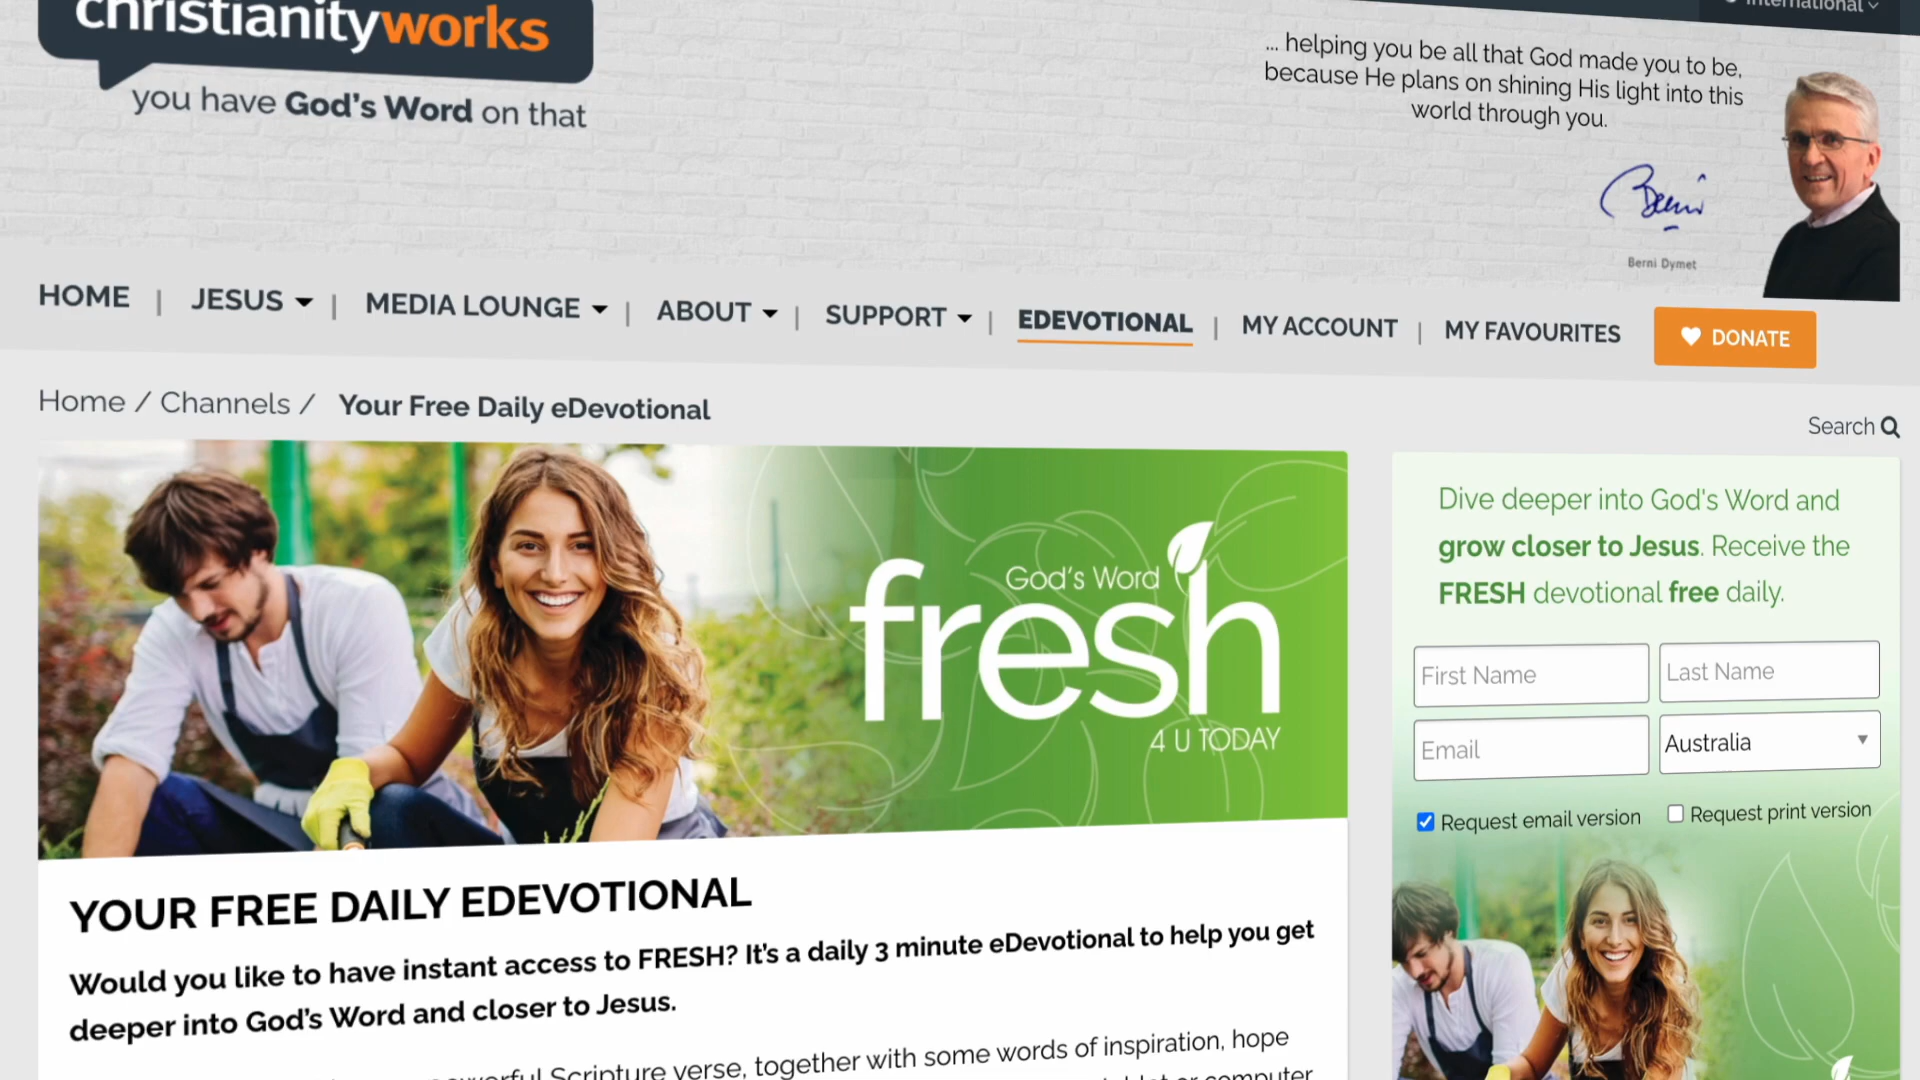 christianityworks
you have God's Word on that
International
... helping you be all that God made you to be,
because He plans on shining His light into this
world through you.
Berni
Berni Dymet
HOME | JESUS | MEDIA LOUNGE | ABOUT | SUPPORT | EDEVOTIONAL | MY ACCOUNT | MY FAVOURITES DONATE
Home / Channels / Your Free Daily eDevotional
Search
God's Word
fresh
4 U TODAY
Dive deeper into God's Word and
grow closer to Jesus. Receive the
FRESH devotional free daily.
First Name Last Name
Email Australia
Request email version Request print version
YOUR FREE DAILY EDEVOTIONAL
Would you like to have instant access to FRESH? It's a daily 3 minute eDevotional to help you get
deeper into God's Word and closer to Jesus.
Scripture verse, together with some words of inspiration, hope
or computer